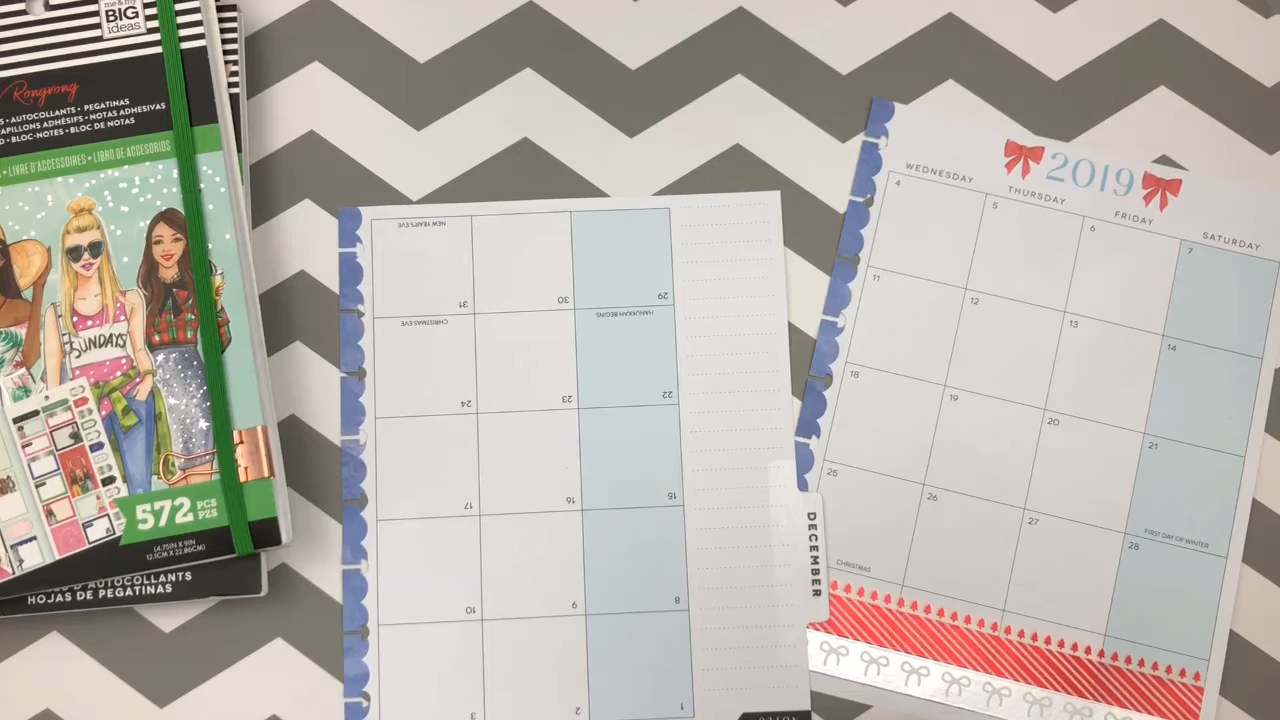 me & my
BIG
ideas.
Rongrong
S • AUTOCOLLANTS • PEGATINAS
PAPILLONS ADHÉSIFS • NOTAS ADHESIVAS
D • BLOC-NOTES • BLOC DE NOTAS
• LIVRE D'ACCESSOIRES • LIBRO DE ACCESORIOS
SUNDAYS
572 PCS
PZS
(4.75IN X 9IN
12.1CM X 22.86CM)
D'AUTOCOLLANTS
HOJAS DE PEGATINAS
NEW YEAR'S EVE
31
30
29
CHRISTMAS EVE
HANUKKAH BEGINS
24
23
22
17
16
15
10
9
8
3
2
1
NOTES
DECEMBER
2019
WEDNESDAY
THURSDAY
FRIDAY
SATURDAY
4
5
6
7
11
12
13
14
18
19
20
21
FIRST DAY OF WINTER
25
26
27
28
CHRISTMAS